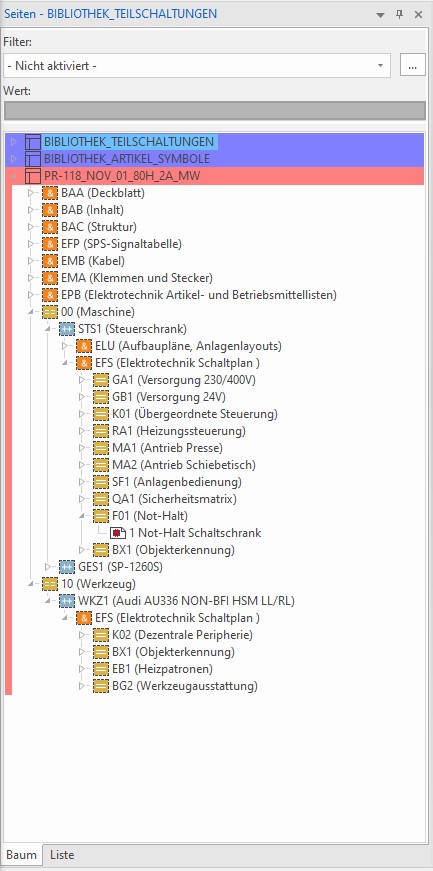 Seiten - BIBLIOTHEK_TEILSCHALTUNGEN
Filter:
- Nicht aktiviert -
...
Wert:
BIBLIOTHEK_TEILSCHALTUNGEN
BIBLIOTHEK_ARTIKEL_SYMBOLE
PR-118_NOV_01_80H_2A_MW
& BAA (Deckblatt)
& BAB (Inhalt)
& BAC (Struktur)
& EFP (SPS-Signaltabelle)
& EMB (Kabel)
& EMA (Klemmen und Stecker)
& EPB (Elektrotechnik Artikel- und Betriebsmittellisten)
00 (Maschine)
STS1 (Steuerschrank)
& ELU (Aufbaupläne, Anlagenlayouts)
& EFS (Elektrotechnik Schaltplan )
GA1 (Versorgung 230/400V)
GB1 (Versorgung 24V)
K01 (Übergeordnete Steuerung)
RA1 (Heizungssteuerung)
MA1 (Antrieb Presse)
MA2 (Antrieb Schiebetisch)
SF1 (Anlagenbedienung)
QA1 (Sicherheitsmatrix)
F01 (Not-Halt)
1 Not-Halt Schaltschrank
BX1 (Objekterkennung)
GES1 (SP-1260S)
10 (Werkzeug)
WKZ1 (Audi AU336 NON-BFI HSM LL/RL)
& EFS (Elektrotechnik Schaltplan )
K02 (Dezentrale Peripherie)
BX1 (Objekterkennung)
EB1 (Heizpatronen)
BG2 (Werkzeugausstattung)
Baum Liste